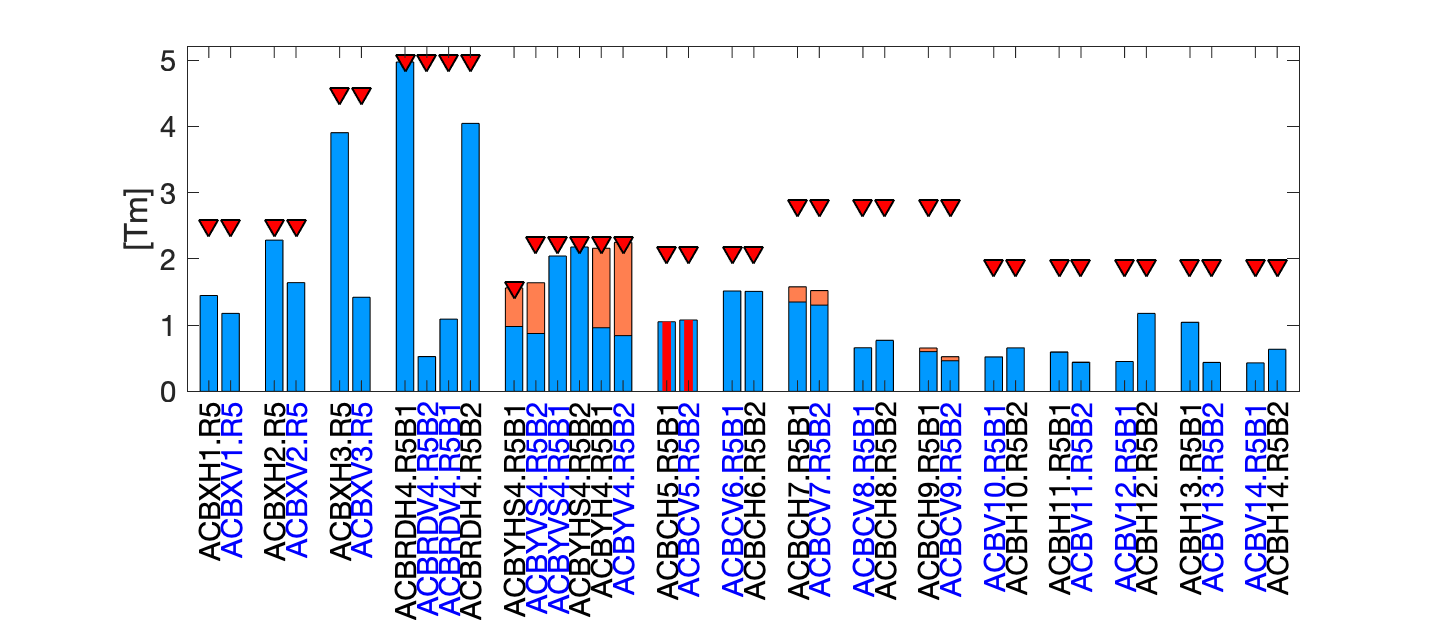 5
4
3
2
1
0
[Tm]
ACBXH1.R5
ACBXV1.R5
ACBXH2.R5
ACBXV2.R5
ACBXH3.R5
ACBXV3.R5
ACBRDH4.R5B1
ACBRDV4.R5B2
ACBRDV4.R5B1
ACBRDH4.R5B2
ACBYHS4.R5B1
ACBYVS4.R5B2
ACBYVS4.R5B1
ACBYHS4.R5B2
ACBYH4.R5B1
ACBYV4.R5B2
ACBCH5.R5B1
ACBCV5.R5B2
ACBCV6.R5B1
ACBCH6.R5B2
ACBCH7.R5B1
ACBCV7.R5B2
ACBCV8.R5B1
ACBCH8.R5B2
ACBCH9.R5B1
ACBCV9.R5B2
ACBV10.R5B1
ACBH10.R5B2
ACBH11.R5B1
ACBV11.R5B2
ACBV12.R5B1
ACBH12.R5B2
ACBH13.R5B1
ACBV13.R5B2
ACBV14.R5B1
ACBH14.R5B2